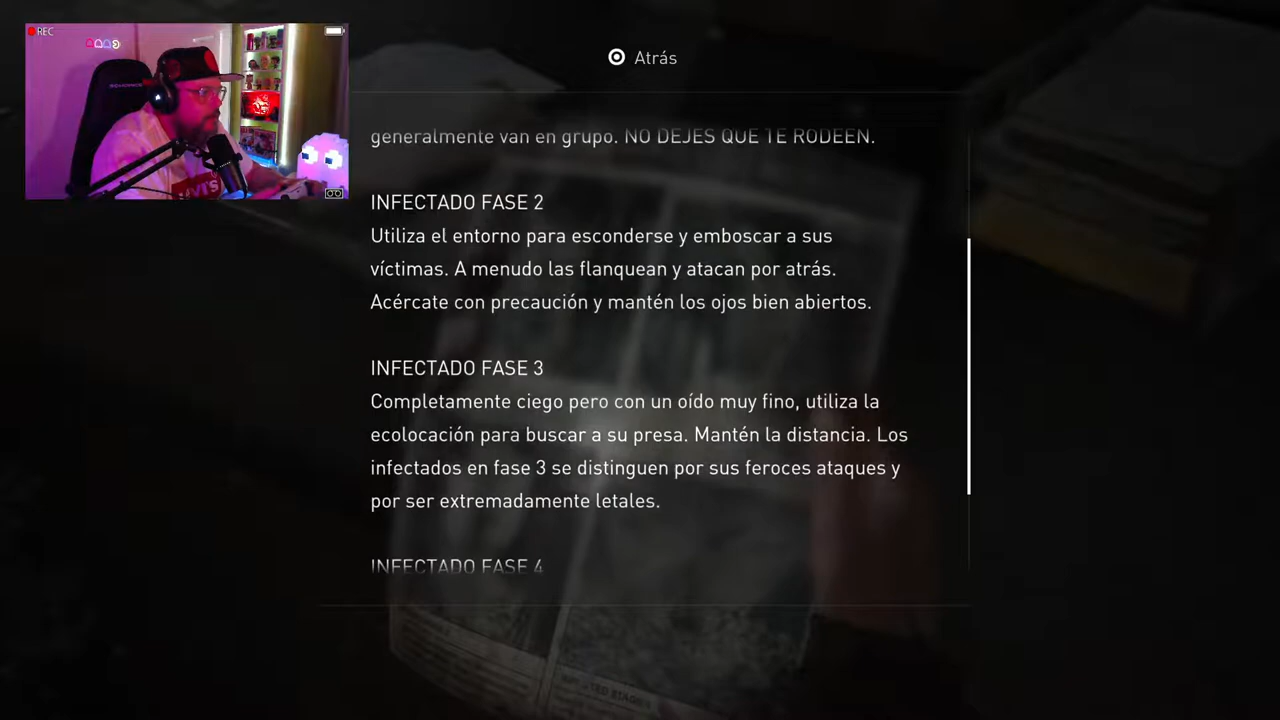 REC
Atrás
generalmente van en grupo. NO DEJES QUE TE RODEEN.
INFECTADO FASE 2
Utiliza el entorno para esconderse y emboscar a sus
víctimas. A menudo las flanquean y atacan por atrás.
Acércate con precaución y mantén los ojos bien abiertos.
INFECTADO FASE 3
Completamente ciego pero con un oído muy fino, utiliza la
ecolocación para buscar a su presa. Mantén la distancia. Los
infectados en fase 3 se distinguen por sus feroces ataques y
por ser extremadamente letales.
INFECTADO FASE 4